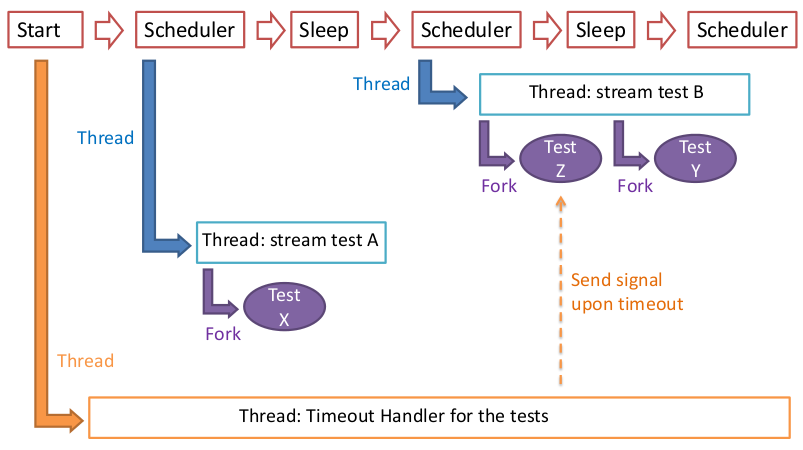 Start
Scheduler
Sleep
Scheduler
Sleep
Scheduler
Thread
Thread: stream test B
Thread
Test
Z
Test
Y
Fork
Fork
Thread: stream test A
Send signal
upon timeout
Test
X
Fork
Thread
Thread: Timeout Handler for the tests